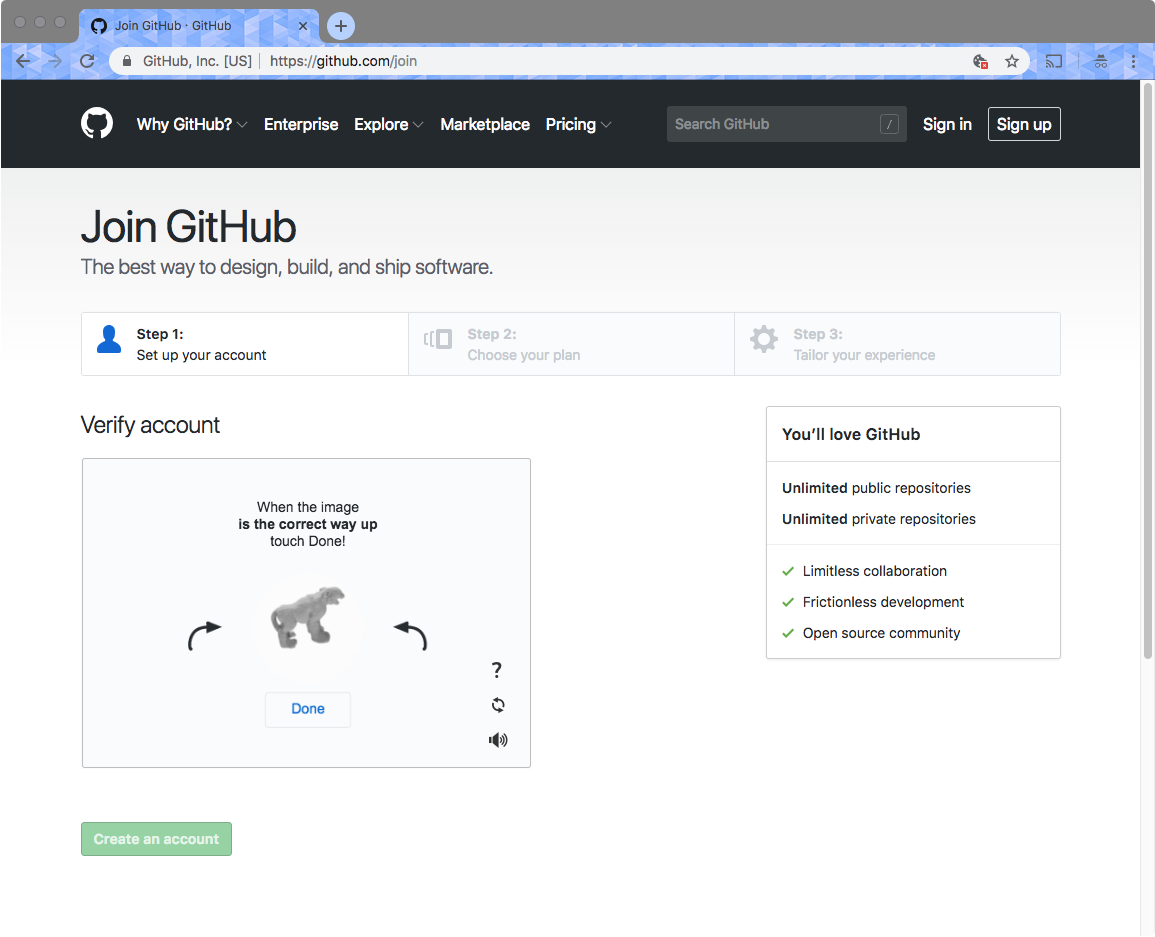 Join GitHub · GitHub
GitHub, Inc. [US] https://github.com/join
Why GitHub? Enterprise Explore Marketplace Pricing Search GitHub / Sign in Sign up
Join GitHub
The best way to design, build, and ship software.
Step 1:
Set up your account
Step 2:
Choose your plan
Step 3:
Tailor your experience
Verify account
When the image
is the correct way up
touch Done!
?
Done
Create an account
You’ll love GitHub
Unlimited public repositories
Unlimited private repositories
Limitless collaboration
Frictionless development
Open source community